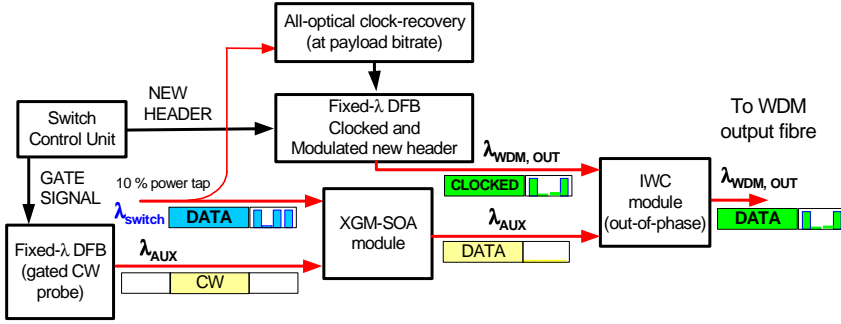 All-optical clock-recovery
(at payload bitrate)
NEW
HEADER
Switch
Control Unit
Fixed-λ DFB
Clocked and
Modulated new header
To WDM
output fibre
λWDM, OUT
GATE
SIGNAL
10 % power tap
CLOCKED
IWC
module
(out-of-phase)
λWDM, OUT
λswitch
DATA
XGM-SOA
module
λAUX
DATA
Fixed-λ DFB
(gated CW
probe)
λAUX
DATA
CW